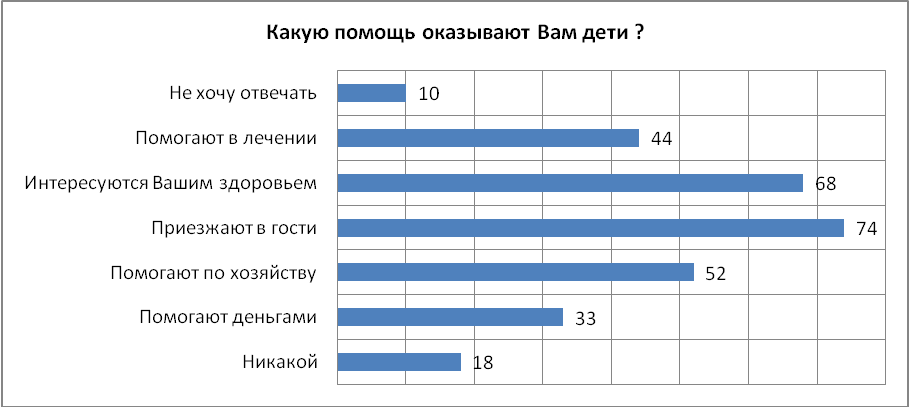 Какую помощь оказывают Вам дети ?
Не хочу отвечать 10
Помогают в лечении 44
Интересуются Вашим здоровьем 68
Приезжают в гости 74
Помогают по хозяйству 52
Помогают деньгами 33
Никакой 18